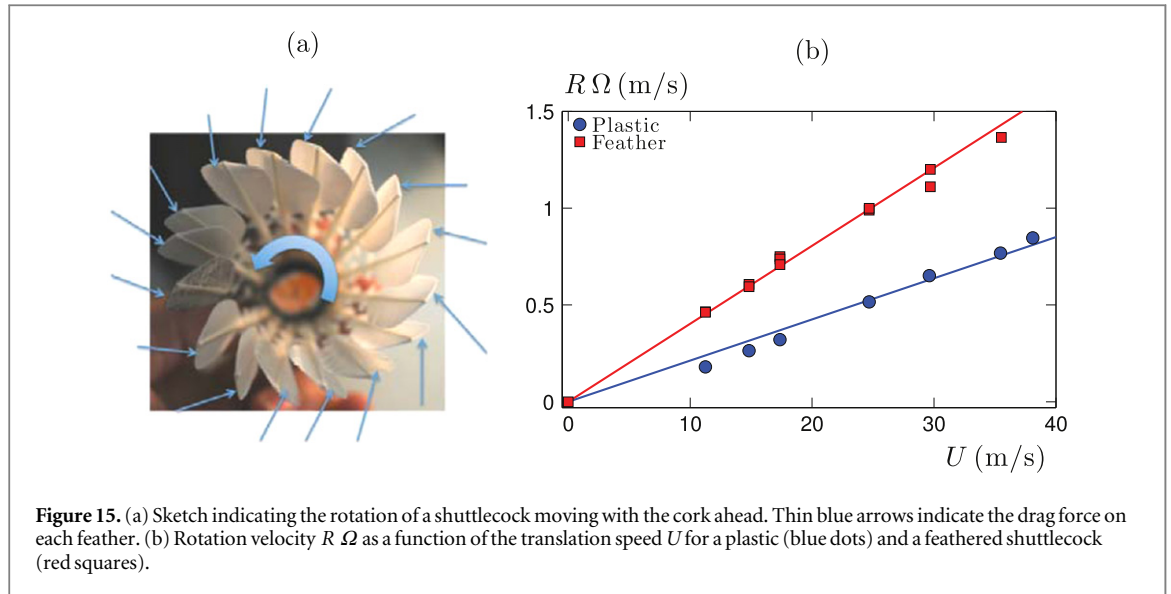 (a)
(b)
R Ω (m/s)
1.5
1
0.5
0
Plastic
Feather
0 10 20 30 40
U (m/s)
Figure 15. (a) Sketch indicating the rotation of a shuttlecock moving with the cork ahead. Thin blue arrows indicate the drag force on
each feather. (b) Rotation velocity R Ω as a function of the translation speed U for a plastic (blue dots) and a feathered shuttlecock
(red squares).